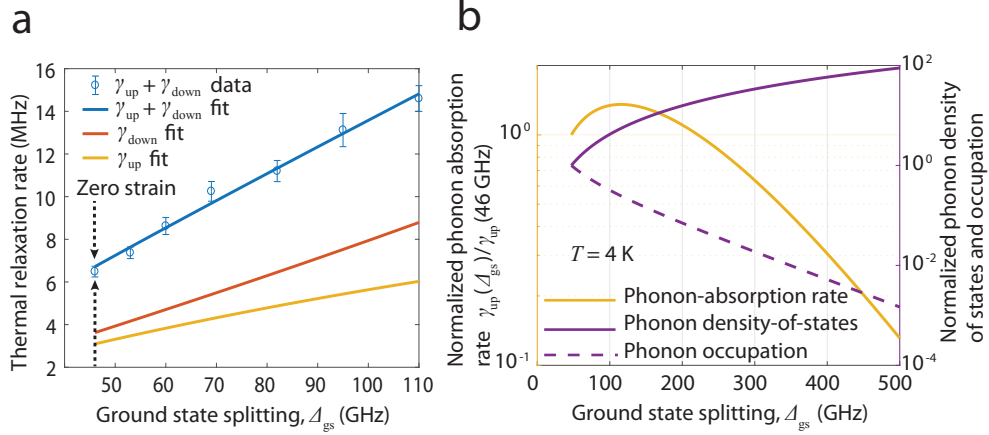 a
Thermal relaxation rate (MHz)
16
14
12
10
8
6
4
2
γup + γdown data
γup + γdown fit
γdown fit
γup fit
Zero strain
50 60 70 80 90 100 110
Ground state splitting, Δgs (GHz)
b
Normalized phonon absorption
rate γup(Δgs)/γup(46 GHz)
10^0
10^-1
T = 4 K
Phonon-absorption rate
Phonon density-of-states
Phonon occupation
0 100 200 300 400 500
Ground state splitting, Δgs (GHz)
10^2
10^0
10^-2
10^-4
Normalized phonon density
of states and occupation